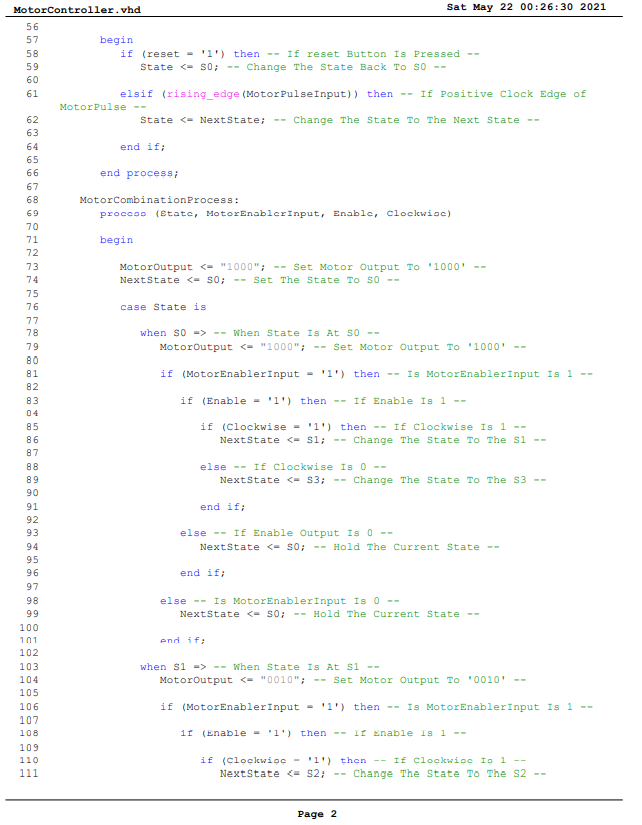 MotorController.vhd Sat May 22 00:26:30 2021
56
57 begin
58 if (reset = '1') then -- If reset Button Is Pressed --
59 State <= S0; -- Change The State Back To S0 --
60
61 elsif (rising_edge(MotorPulseInput)) then -- If Positive Clock Edge of
MotorPulse --
62 State <= NextState; -- Change The State To The Next State --
63
64 end if;
65
66 end process;
67
68 MotorCombinationProcess:
69 process (State, MotorEnablerInput, Enable, Clockwise)
70
71 begin
72
73 MotorOutput <= "1000"; -- Set Motor Output To '1000' --
74 NextState <= S0; -- Set The State To S0 --
75
76 case State is
77
78 when S0 => -- When State Is At S0 --
79 MotorOutput <= "1000"; -- Set Motor Output To '1000' --
80
81 if (MotorEnablerInput = '1') then -- Is MotorEnablerInput Is 1 --
82
83 if (Enable = '1') then -- If Enable Is 1 --
84
85 if (Clockwise = '1') then -- If Clockwise Is 1 --
86 NextState <= S1; -- Change The State To The S1 --
87
88 else -- If Clockwise Is 0 --
89 NextState <= S3; -- Change The State To The S3 --
90
91 end if;
92
93 else -- If Enable Output Is 0 --
94 NextState <= S0; -- Hold The Current State --
95
96 end if;
97
98 else -- Is MotorEnablerInput Is 0 --
99 NextState <= S0; -- Hold The Current State --
100
101 end if;
102
103 when S1 => -- When State Is At S1 --
104 MotorOutput <= "0010"; -- Set Motor Output To '0010' --
105
106 if (MotorEnablerInput = '1') then -- Is MotorEnablerInput Is 1 --
107
108 if (Enable = '1') then -- If Enable Is 1 --
109
110 if (Clockwise = '1') then -- If Clockwise Is 1 --
111 NextState <= S2; -- Change The State To The S2 --
Page 2